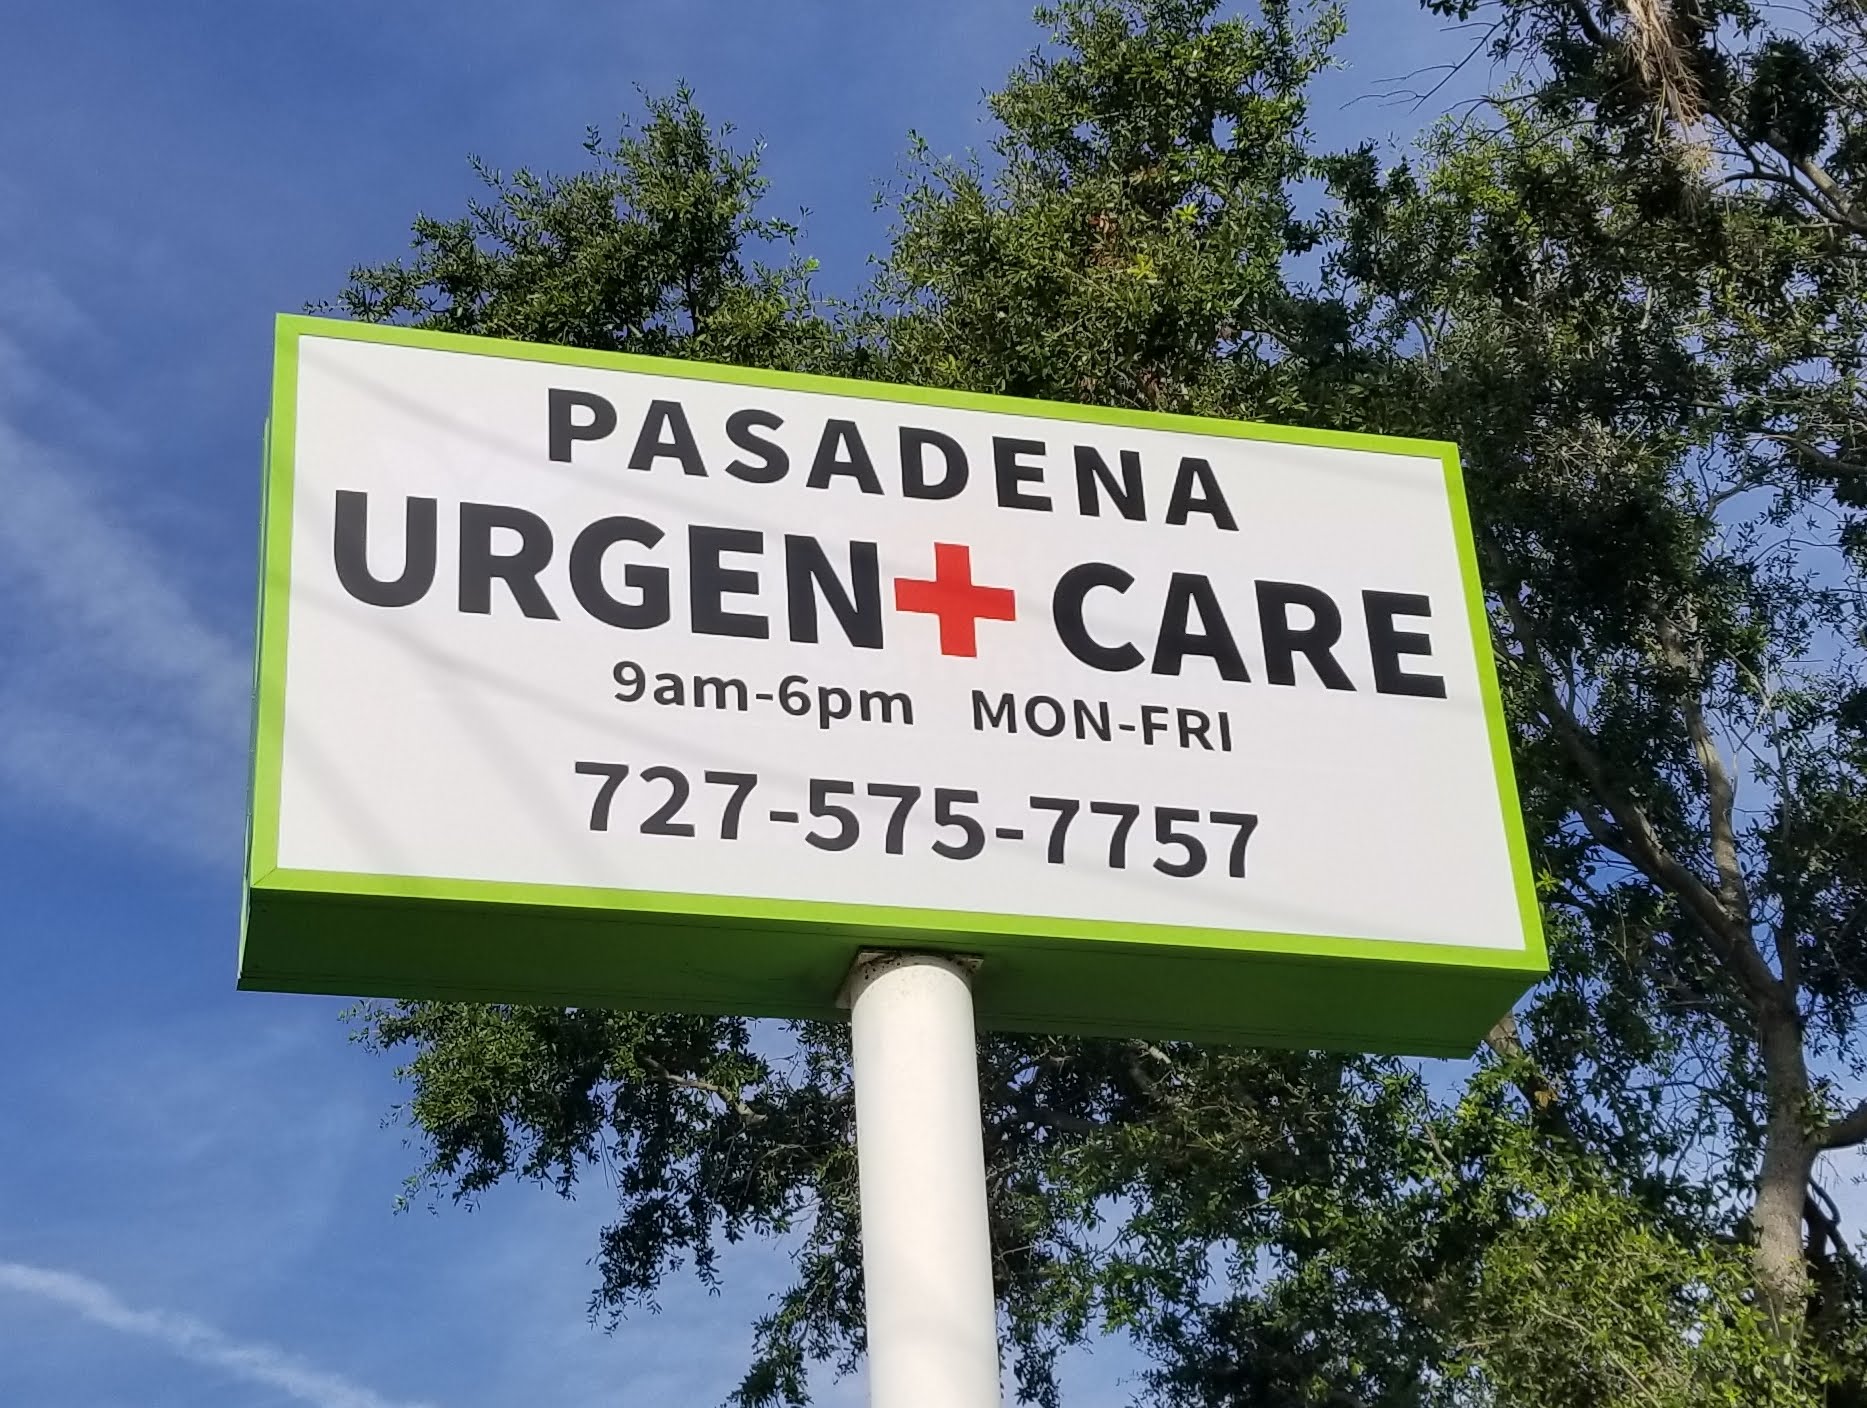 PASADENA
URGEN+ CARE
9am-6pm MON-FRI
727-575-7757